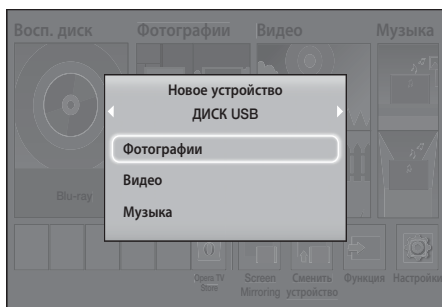 Восп. диск Фотографии Видео Музыка
Новое устройство
ДИСК USB
Фотографии
Видео
Музыка
Blu-ray
Opera TV Store
Screen Mirroring
Сменить устройство
Функция
Настройки